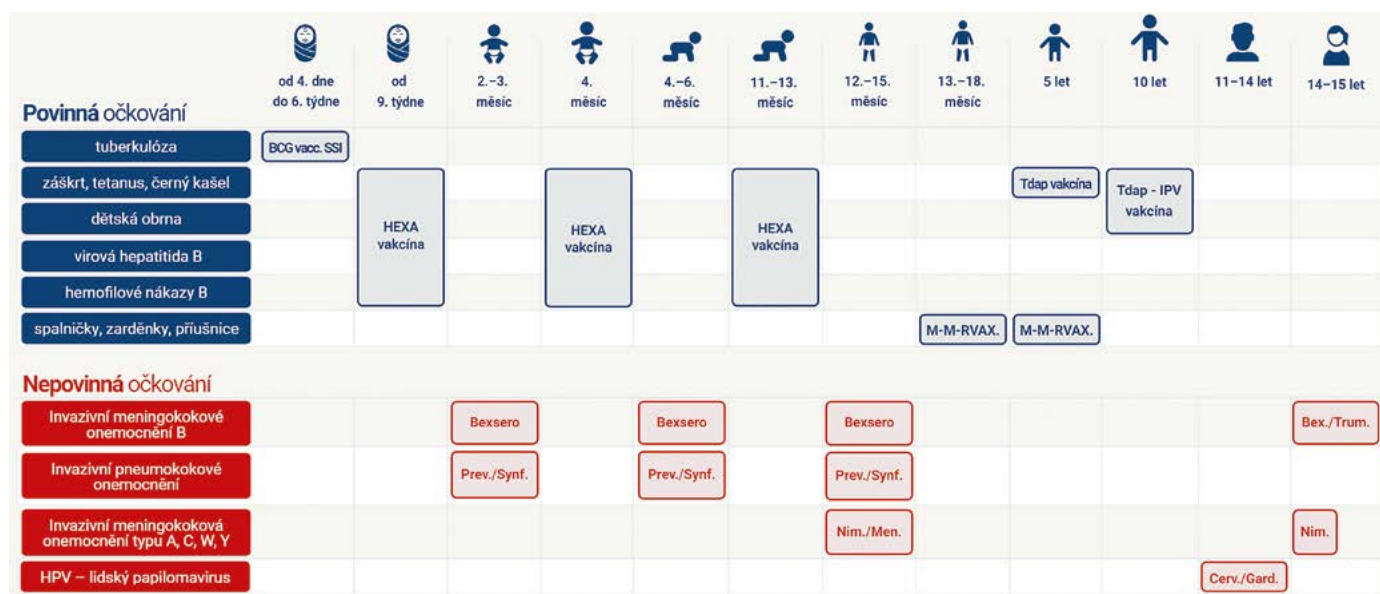 od 4. dne
do 6. týdne
od
9. týdne
2.–3.
měsíc
4.
měsíc
4.–6.
měsíc
11.–13.
měsíc
12.–15.
měsíc
13.–18.
měsíc
5 let
10 let
11–14 let
14–15 let
Povinná očkování
tuberkulóza
BCG vacc. SSI
záškrt, tetanus, černý kašel
dětská obrna
virová hepatitida B
hemofilové nákazy B
HEXA
vakcína
HEXA
vakcína
HEXA
vakcína
Tdap vakcína
Tdap - IPV
vakcína
spalničky, zarděnky, příušnice
M-M-RVAX.
M-M-RVAX.
Nepovinná očkování
Invazivní meningokokové
onemocnění B
Bexsero
Bexsero
Bexsero
Bex./Trum.
Invazivní pneumokokové
onemocnění
Prev./Synf.
Prev./Synf.
Prev./Synf.
Invazivní meningokoková
onemocnění typu A, C, W, Y
Nim./Men.
Nim.
HPV – lidský papilomavirus
Cerv./Gard.